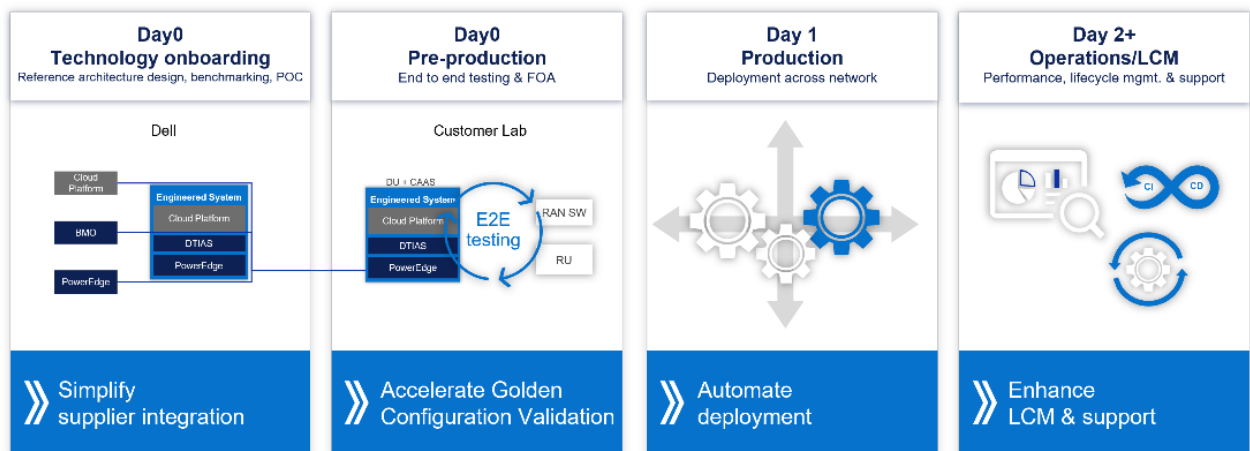 Day0
Technology onboarding
Reference architecture design, benchmarking, POC
Dell
Cloud
Platform
BMO
PowerEdge
Engineered System
Cloud Platform
DTIAS
PowerEdge
Simplify
supplier integration
Day0
Pre-production
End to end testing & FOA
Customer Lab
DU + CAAS
Engineered System
Cloud Platform
DTIAS
PowerEdge
E2E
testing
RAN SW
RU
Accelerate Golden
Configuration Validation
Day 1
Production
Deployment across network
Automate
deployment
Day 2+
Operations/LCM
Performance, lifecycle mgmt. & support
CI
CD
Enhance
LCM & support